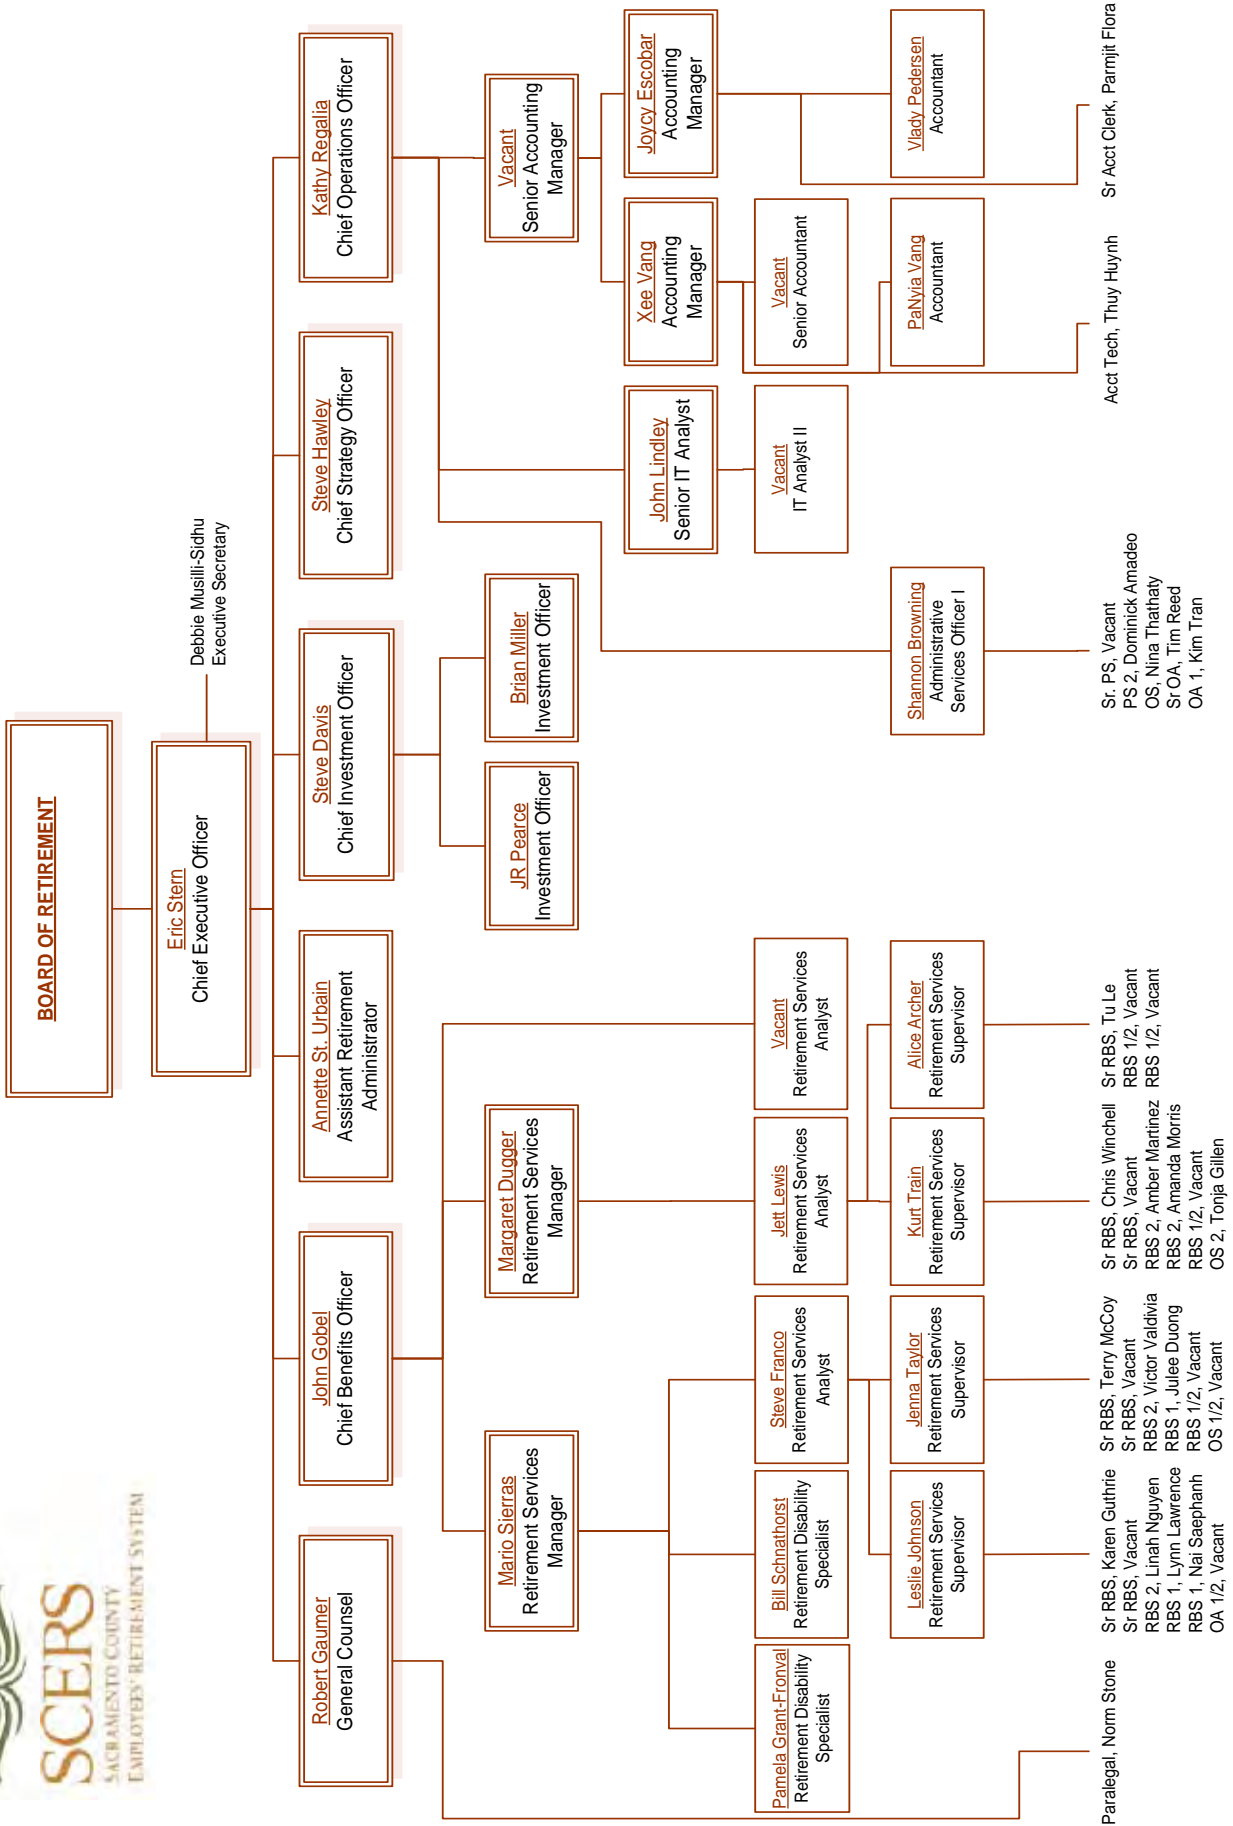 SCERS
SACRAMENTO COUNTY
EMPLOYEES' RETIREMENT SYSTEM
BOARD OF RETIREMENT
Eric Stern
Chief Executive Officer
Debbie Musilli-Sidhu
Executive Secretary
Robert Gaumer
General Counsel
John Gobel
Chief Benefits Officer
Annette St. Urbain
Assistant Retirement
Administrator
Steve Davis
Chief Investment Officer
Steve Hawley
Chief Strategy Officer
Kathy Regalia
Chief Operations Officer
Mario Sierras
Retirement Services
Manager
Margaret Dugger
Retirement Services
Manager
JR Pearce
Investment Officer
Brian Miller
Investment Officer
Vacant
Senior Accounting
Manager
John Lindley
Senior IT Analyst
Xee Vang
Accounting
Manager
Joycy Escobar
Accounting
Manager
Pamela Grant-Fronval
Retirement Disability
Specialist
Bill Schnathorst
Retirement Disability
Specialist
Steve Franco
Retirement Services
Analyst
Jett Lewis
Retirement Services
Analyst
Vacant
Retirement Services
Analyst
Vacant
IT Analyst II
Vacant
Senior Accountant
Leslie Johnson
Retirement Services
Supervisor
Jenna Taylor
Retirement Services
Supervisor
Kurt Train
Retirement Services
Supervisor
Alice Archer
Retirement Services
Supervisor
Shannon Browning
Administrative
Services Officer I
PaNyia Vang
Accountant
Vlady Pedersen
Accountant
Paralegal, Norm Stone
Sr RBS, Karen Guthrie
Sr RBS, Vacant
RBS 2, Linah Nguyen
RBS 1, Lynn Lawrence
RBS 1, Nai Saephanh
OA 1/2, Vacant
Sr RBS, Terry McCoy
Sr RBS, Vacant
RBS 2, Victor Valdivia
RBS 1, Julee Duong
RBS 1/2, Vacant
OS 1/2, Vacant
Sr RBS, Chris Winchell
Sr RBS, Vacant
RBS 2, Amber Martinez
RBS 2, Amanda Morris
RBS 1/2, Vacant
OS 2, Tonja Gillen
Sr RBS, Tu Le
RBS 1/2, Vacant
RBS 1/2, Vacant
Sr. PS, Vacant
PS 2, Dominick Amadeo
OS, Nina Thathaty
Sr OA, Tim Reed
OA 1, Kim Tran
Acct Tech, Thuy Huynh
Sr Acct Clerk, Parmjit Flora